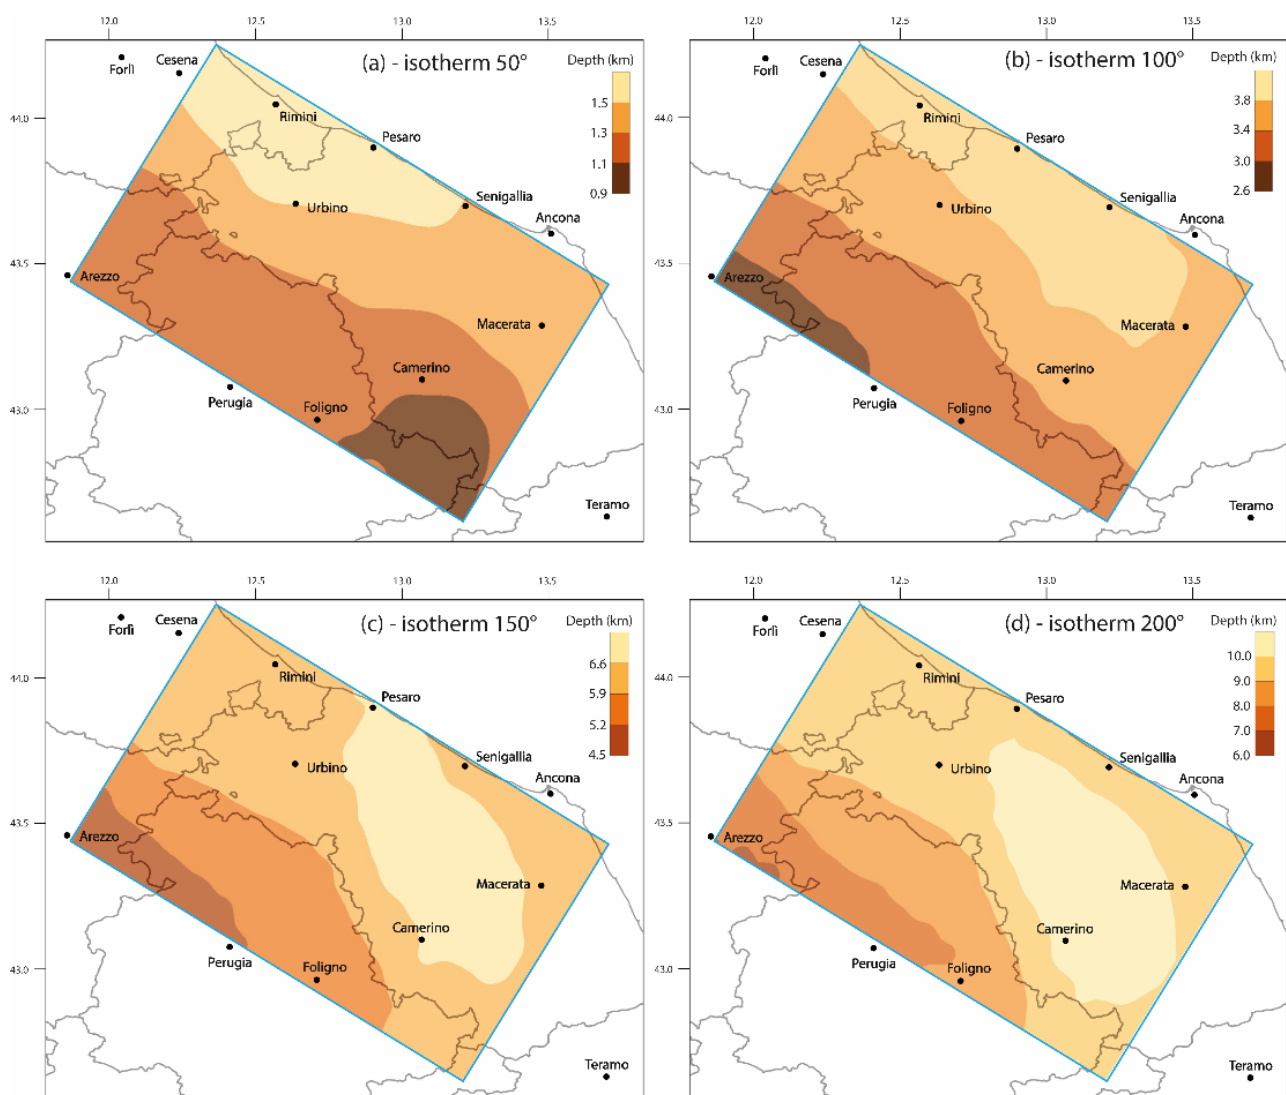 12.0 12.5 13.0 13.5
(a) - isotherm 50°
Depth (km)
1.5
1.3
1.1
0.9
44.0
43.5
43.0
Forlì
Cesena
Rimini
Pesaro
Urbino
Senigallia
Ancona
Arezzo
Macerata
Camerino
Perugia
Foligno
Teramo
12.0 12.5 13.0 13.5
(b) - isotherm 100°
Depth (km)
3.8
3.4
3.0
2.6
44.0
43.5
43.0
Forlì
Cesena
Rimini
Pesaro
Urbino
Senigallia
Ancona
Arezzo
Macerata
Camerino
Perugia
Foligno
Teramo
12.0 12.5 13.0 13.5
(c) - isotherm 150°
Depth (km)
6.6
5.9
5.2
4.5
44.0
43.5
43.0
Forlì
Cesena
Rimini
Pesaro
Urbino
Senigallia
Ancona
Arezzo
Macerata
Camerino
Perugia
Foligno
Teramo
12.0 12.5 13.0 13.5
(d) - isotherm 200°
Depth (km)
10.0
9.0
8.0
7.0
6.0
44.0
43.5
43.0
Forlì
Cesena
Rimini
Pesaro
Urbino
Senigallia
Ancona
Arezzo
Macerata
Camerino
Perugia
Foligno
Teramo